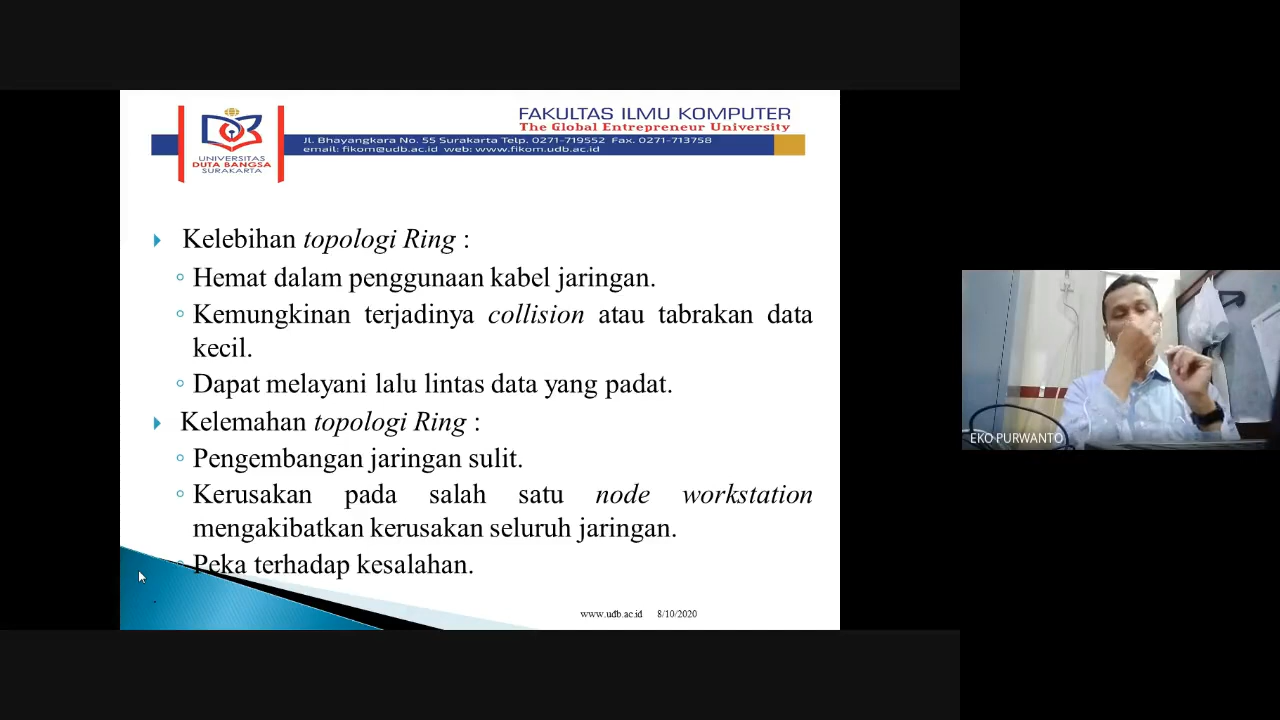 FAKULTAS ILMU KOMPUTER
The Global Entrepreneur University
Jl. Bhayangkara No. 55 Surakarta Telp. 0271-719552 Fax. 0271-713758
email: fikom@udb.ac.id web: www.fikom.udb.ac.id
UNIVERSITAS
DUTA BANGSA
SURAKARTA
Kelebihan topologi Ring :
Hemat dalam penggunaan kabel jaringan.
Kemungkinan terjadinya collision atau tabrakan data
kecil.
Dapat melayani lalu lintas data yang padat.
Kelemahan topologi Ring :
Pengembangan jaringan sulit.
Kerusakan pada salah satu node workstation
mengakibatkan kerusakan seluruh jaringan.
Peka terhadap kesalahan.
www.udb.ac.id 8/10/2020
EKO PURWANTO